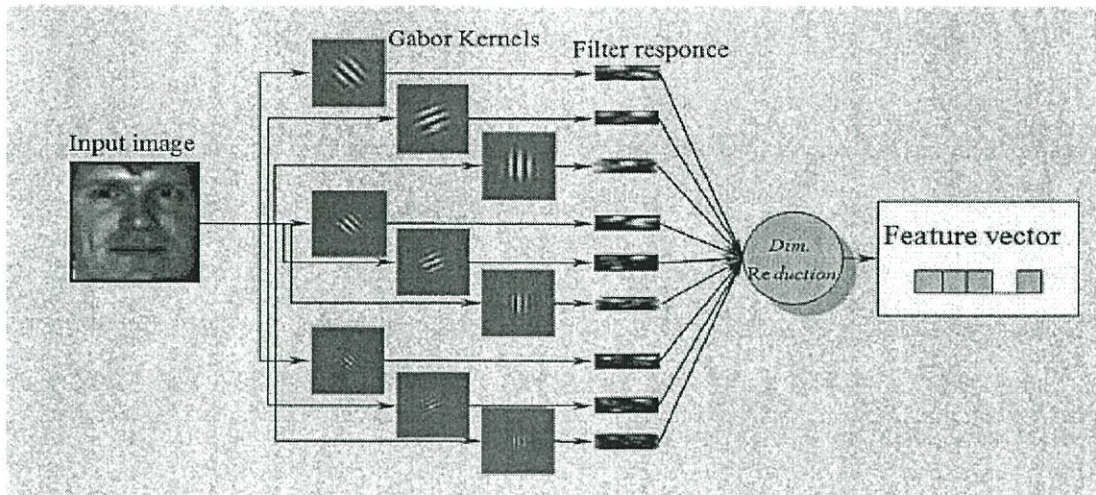 Gabor Kernels
Filter responce
Input image
Dim.
Reduction
Feature vector